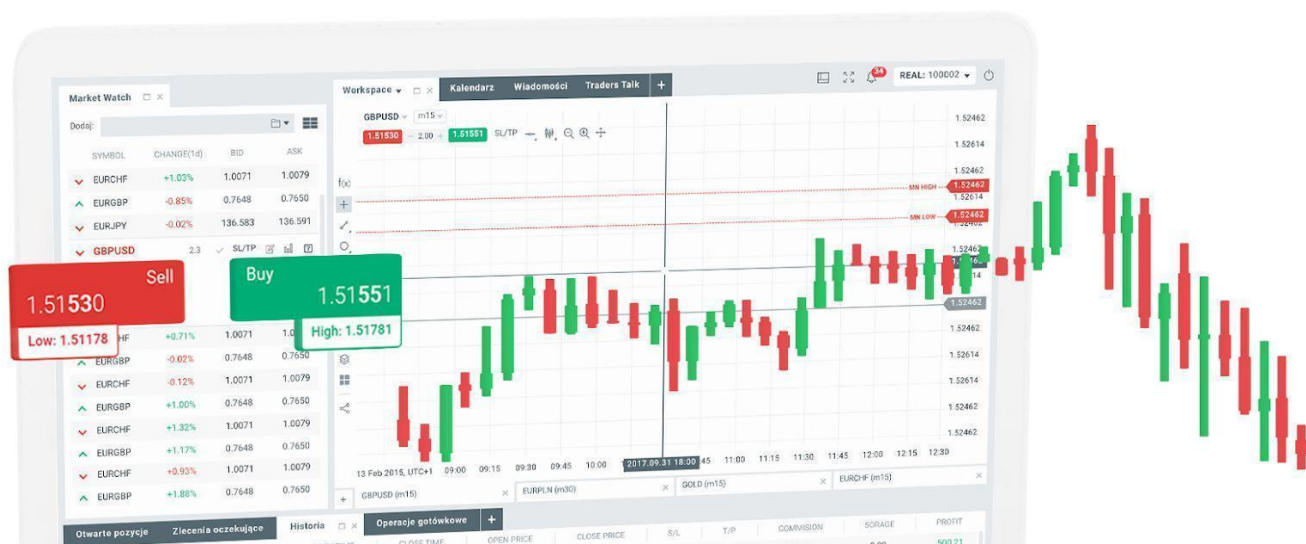 Market Watch
Workspace
Kalendarz
Wiadomości
Traders Talk
+
34
REAL: 100002
Dodaj:
SYMBOL CHANGE(1d) BID ASK
EURCHF +1.03% 1.0071 1.0079
EURGBP -0.85% 0.7648 0.7650
EURJPY -0.02% 136.583 136.591
GBPUSD 2.3 SL/TP
Sell
1.51530
Low: 1.51178
Buy
1.51551
High: 1.51781
HF +0.71% 1.0071
EURGBP -0.02% 0.7648 0.7650
EURCHF -0.12% 1.0071 1.0079
EURGBP +1.00% 0.7648 0.7650
EURCHF +1.32% 1.0071 1.0079
EURGBP +1.17% 0.7648 0.7650
EURCHF +0.93% 1.0071 1.0079
EURGBP +1.88% 0.7648 0.7650
GBPUSD m15
1.51530 – 2.00 + 1.51551 SL/TP
f(x)
1.52462
1.52614
1.52462
MN HIGH 1.52462
1.52614
MN LOW 1.52462
1.52462
1.52462
1.52462
1.52614
1.52614
1.52462
13 Feb 2015, UTC+1 09:00 09:15 09:30 09:45 10:00 2017.09.31 18:00 45 11:00 11:15 11:30 11:45 12:00 12:15 12:30
+ GBPUSD (m15) EURPLN (m30) GOLD (m15) EURCHF (m15)
Otwarte pozycje Zlecenia oczekujące Historia Operacje gotówkowe +
CLOSE TIME OPEN PRICE CLOSE PRICE S/L T/P COMVISION SORAGE PROFIT
500.21